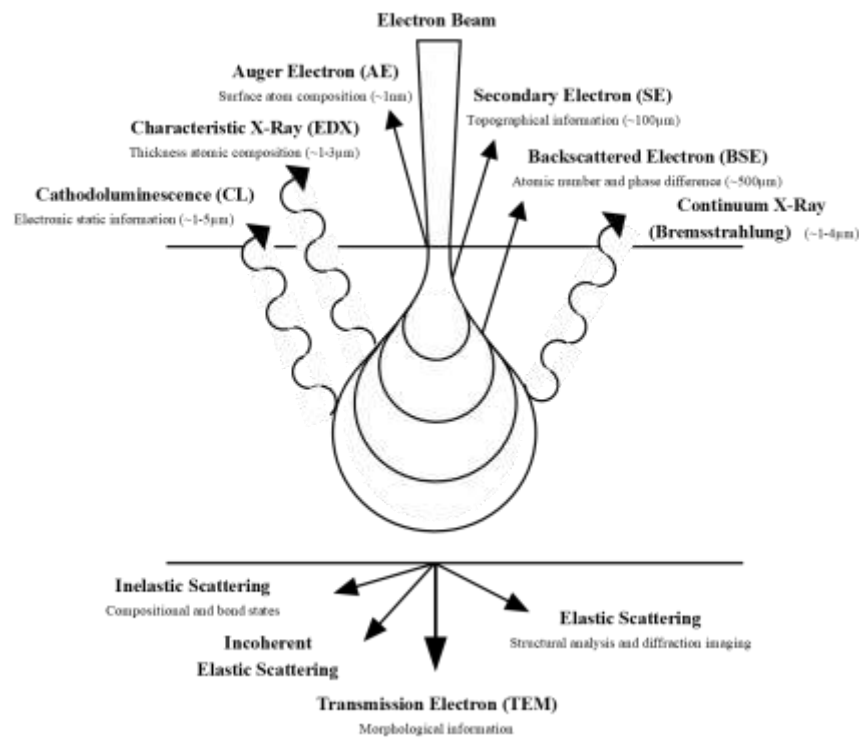 Electron Beam
Auger Electron (AE)
Surface atom composition (~1nm)
Secondary Electron (SE)
Topographical information (~100μm)
Characteristic X-Ray (EDX)
Thickness atomic composition (~1-3μm)
Backscattered Electron (BSE)
Atomic number and phase difference (~500μm)
Cathodoluminescence (CL)
Electronic static information (~1-5μm)
Continuum X-Ray
(Bremsstrahlung) (~1-4μm)
Inelastic Scattering
Compositional and bond states
Incoherent
Elastic Scattering
Elastic Scattering
Structural analysis and diffraction imaging
Transmission Electron (TEM)
Morphological information